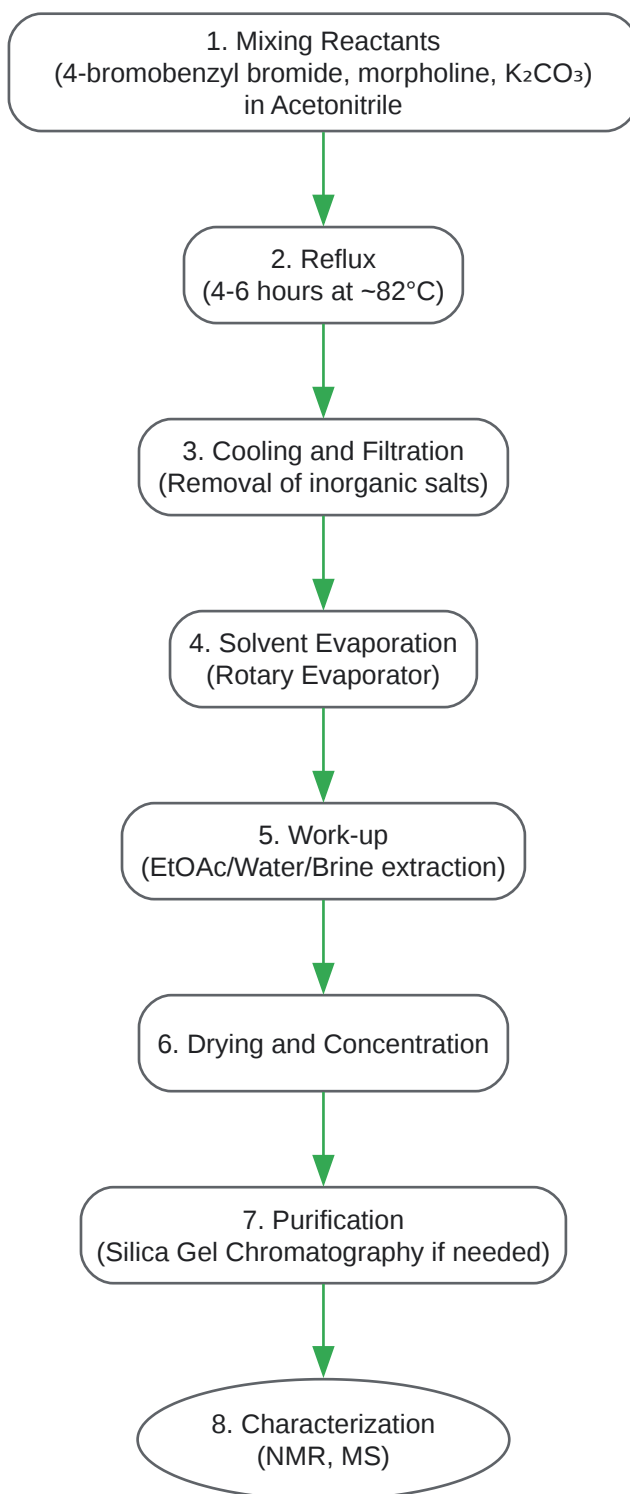 1. Mixing Reactants
(4-bromobenzyl bromide, morpholine, K₂CO₃)
in Acetonitrile
2. Reflux
(4-6 hours at ~82°C)
3. Cooling and Filtration
(Removal of inorganic salts)
4. Solvent Evaporation
(Rotary Evaporator)
5. Work-up
(EtOAc/Water/Brine extraction)
6. Drying and Concentration
7. Purification
(Silica Gel Chromatography if needed)
8. Characterization
(NMR, MS)